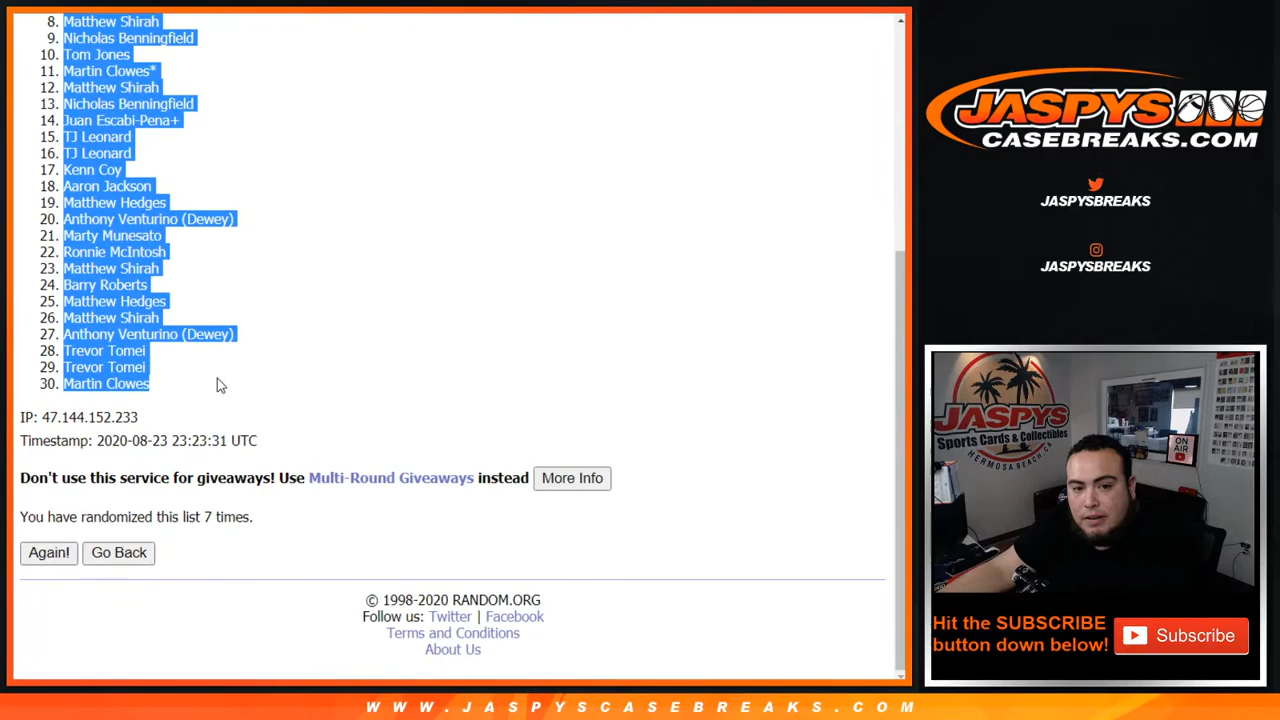 8. Matthew Shirah
9. Nicholas Benningfield
10. Tom Jones
11. Martin Clowes*
12. Matthew Shirah
13. Nicholas Benningfield
14. Juan Escabi-Pena+
15. TJ Leonard
16. TJ Leonard
17. Kenn Coy
18. Aaron Jackson
19. Matthew Hedges
20. Anthony Venturino (Dewey)
21. Marty Munesato
22. Ronnie McIntosh
23. Matthew Shirah
24. Barry Roberts
25. Matthew Hedges
26. Matthew Shirah
27. Anthony Venturino (Dewey)
28. Trevor Tomei
29. Trevor Tomei
30. Martin Clowes
IP: 47.144.152.233
Timestamp: 2020-08-23 23:23:31 UTC
Don't use this service for giveaways! Use Multi-Round Giveaways instead More Info
You have randomized this list 7 times.
Again! Go Back
© 1998-2020 RANDOM.ORG
Follow us: Twitter | Facebook
Terms and Conditions
About Us
JASPYS
CASEBREAKS.COM
JASPYSBREAKS
JASPYSBREAKS
JASPYS
Sports Cards & Collectibles
HERMOSA BEACH, CA
ON
AIR
Hit the SUBSCRIBE
button down below!
Subscribe
WWW.JASPYSCASEBREAKS.COM